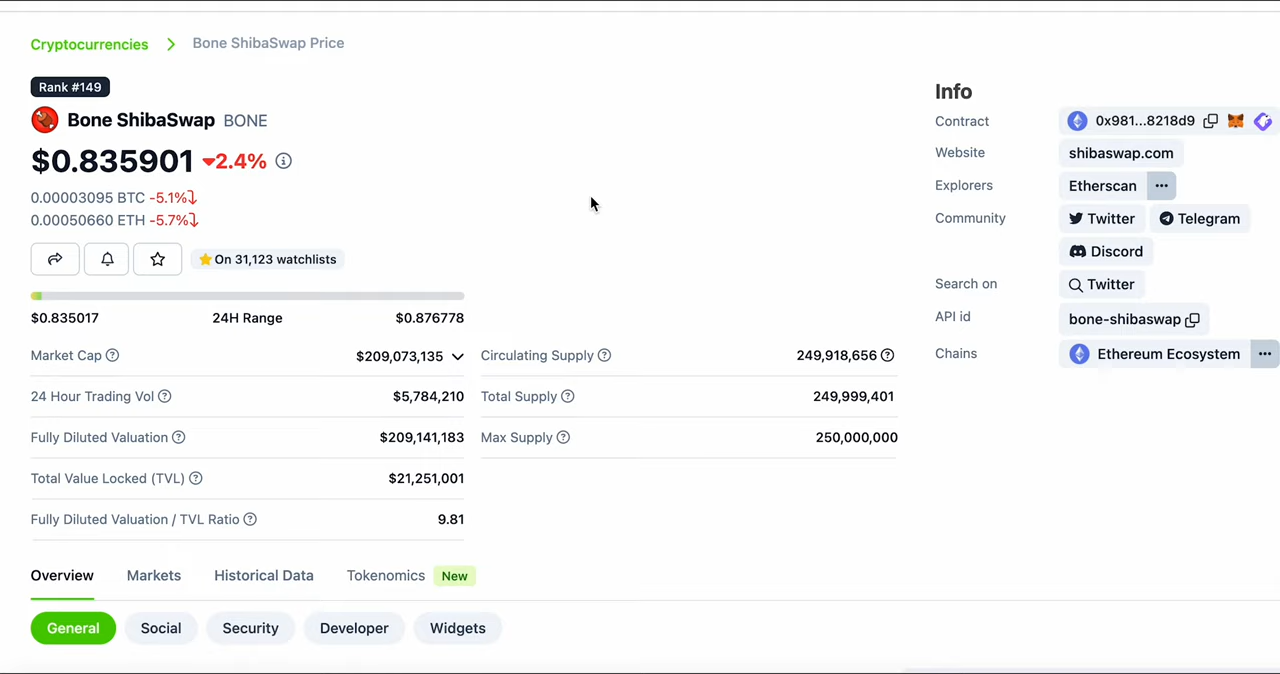 Cryptocurrencies > Bone ShibaSwap Price
Rank #149
Bone ShibaSwap BONE
$0.835901 2.4%
0.00003095 BTC -5.1%
0.00050660 ETH -5.7%
On 31,123 watchlists
$0.835017 24H Range $0.876778
Market Cap $209,073,135
24 Hour Trading Vol $5,784,210
Fully Diluted Valuation $209,141,183
Total Value Locked (TVL) $21,251,001
Fully Diluted Valuation / TVL Ratio 9.81
Circulating Supply 249,918,656
Total Supply 249,999,401
Max Supply 250,000,000
Info
Contract 0x981...8218d9
Website shibaswap.com
Explorers Etherscan
Community Twitter Telegram
Discord
Search on Twitter
API id bone-shibaswap
Chains Ethereum Ecosystem
Overview Markets Historical Data Tokenomics New
General Social Security Developer Widgets